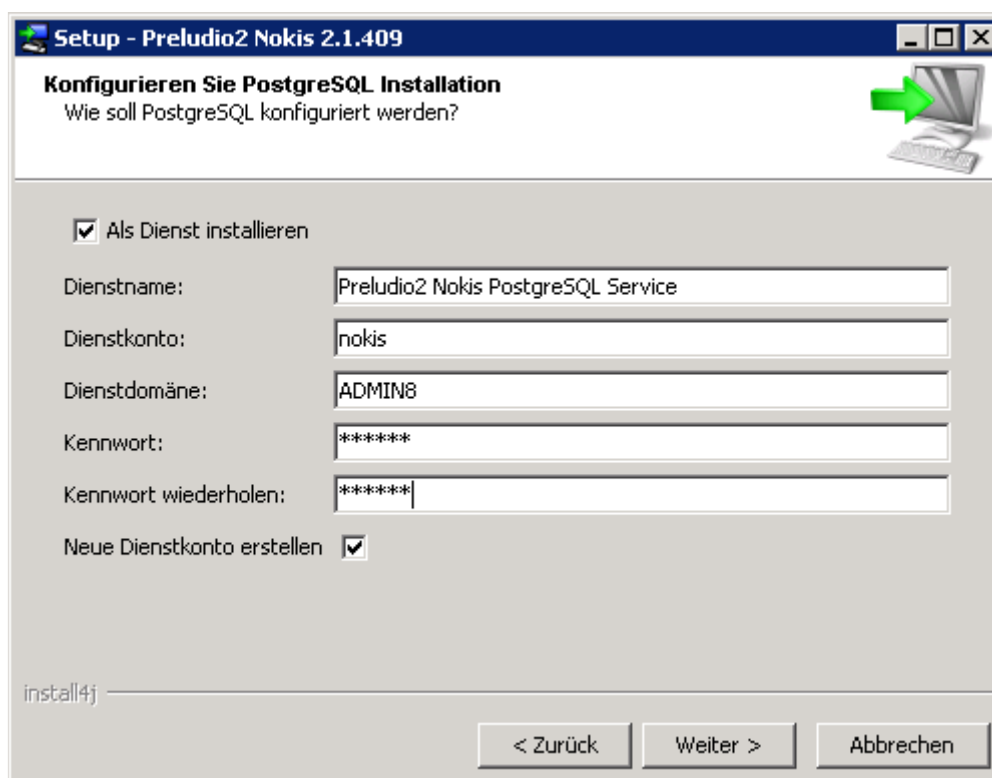 Setup - Preludio2 Nokis 2.1.409
Konfigurieren Sie PostgreSQL Installation
Wie soll PostgreSQL konfiguriert werden?
Als Dienst installieren
Dienstname: Preludio2 Nokis PostgreSQL Service
Dienstkonto: nokis
Dienstdomäne: ADMIN8
Kennwort: ******
Kennwort wiederholen: ******
Neue Dienstkonto erstellen
install4j
< Zurück Weiter > Abbrechen